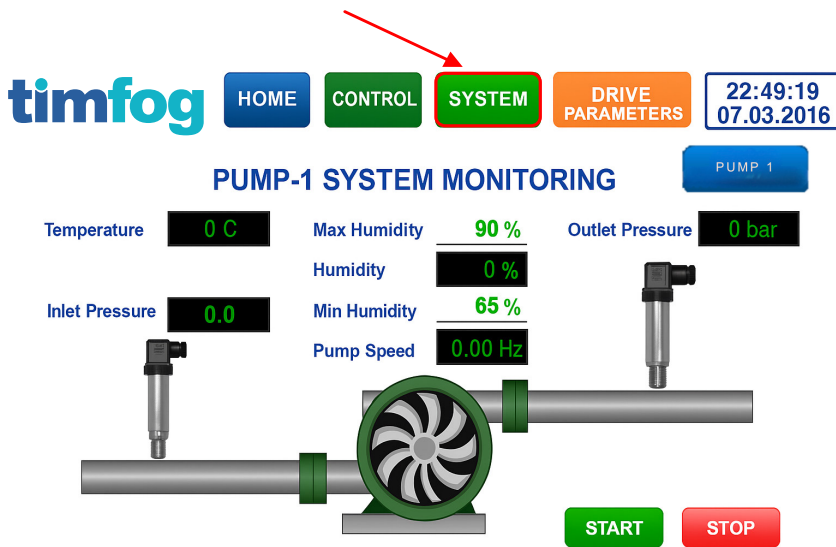 timfog
HOME
CONTROL
SYSTEM
DRIVE
PARAMETERS
22:49:19
07.03.2016
PUMP-1 SYSTEM MONITORING
PUMP 1
Temperature 0 C
Max Humidity 90 %
Outlet Pressure 0 bar
Humidity 0 %
Inlet Pressure 0.0
Min Humidity 65 %
Pump Speed 0.00 Hz
START
STOP